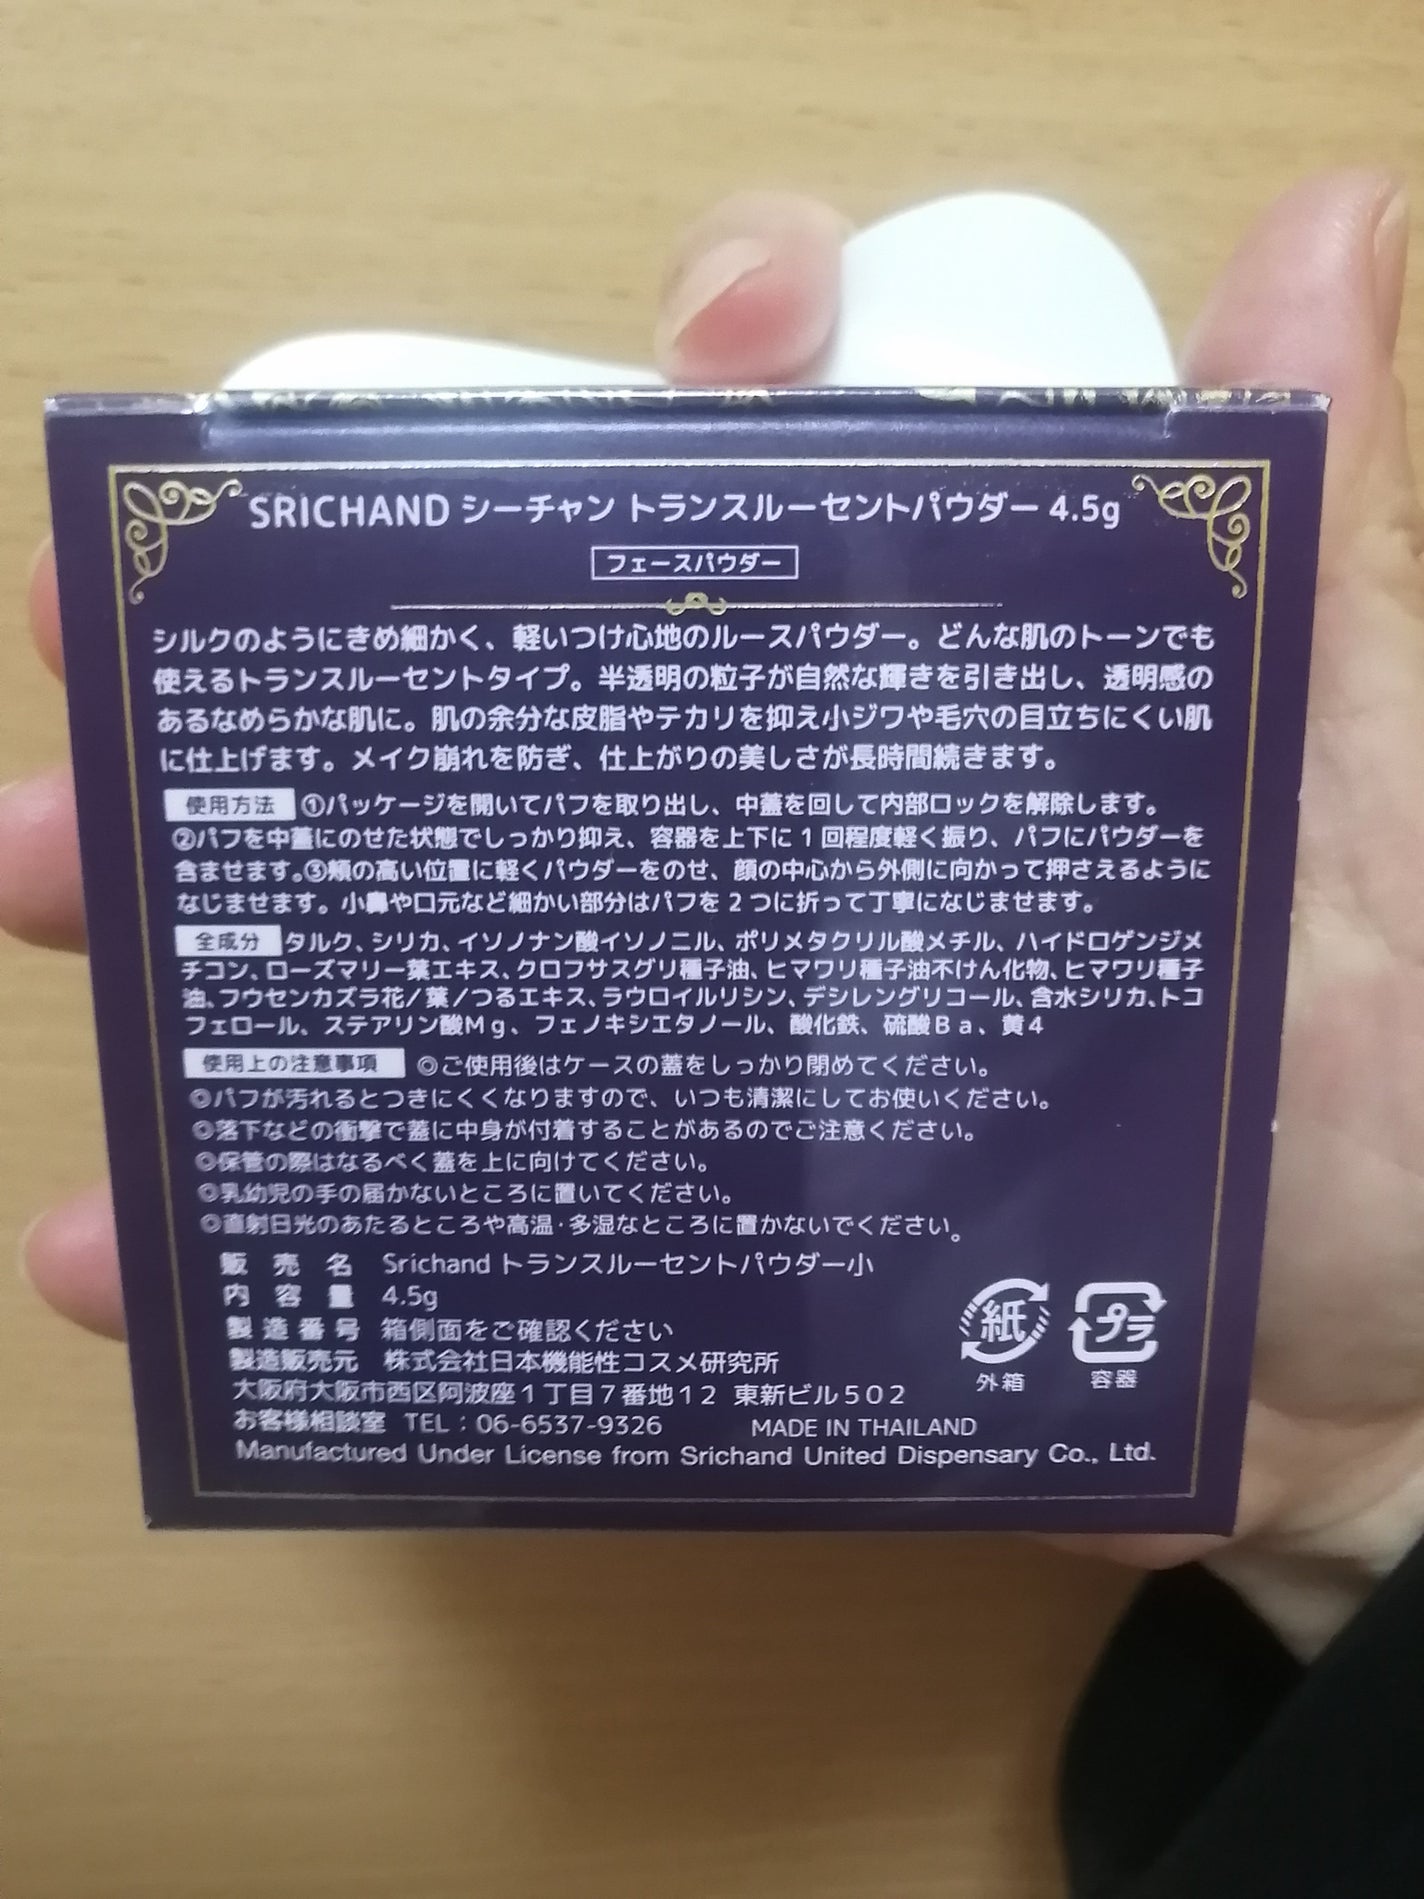 SRICHAND シーチャン トランスルーセントパウダー 4.5g
フェースパウダー
シルクのようにきめ細かく、軽いつけ心地のルースパウダー。どんな肌のトーンでも
使えるトランスルーセントタイプ。半透明の粒子が自然な輝きを引き出し、透明感の
あるなめらかな肌に。肌の余分な皮脂やテカリを抑え小ジワや毛穴の目立ちにくい肌
に仕上げます。メイク崩れを防ぎ、仕上がりの美しさが長時間続きます。
使用方法 ①パッケージを開いてパフを取り出し、中蓋を回して内部ロックを解除します。
②パフを中蓋にのせた状態でしっかり抑え、容器を上下に1回程度軽く振り、パフにパウダーを
含ませます。③頬の高い位置に軽くパウダーをのせ、顔の中心から外側に向かって押さえるように
なじませます。小鼻や口元など細かい部分はパフを2つに折って丁寧になじませます。
全成分 タルク、シリカ、イソノナン酸イソノニル、ポリメタクリル酸メチル、ハイドロゲンジメ
チコン、ローズマリー葉エキス、クロフサスグリ種子油、ヒマワリ種子油不けん化物、ヒマワリ種子
油、フウセンカズラ花/葉/つるエキス、ラウロイルリシン、デシレングリコール、含水シリカ、トコ
フェロール、ステアリン酸Mg、フェノキシエタノール、酸化鉄、硫酸Ba、黄4
使用上の注意事項 ◎ご使用後はケースの蓋をしっかり閉めてください。
◎パフが汚れるとつきにくくなりますので、いつも清潔にしてお使いください。
◎落下などの衝撃で蓋に中身が付着することがあるのでご注意ください。
◎保管の際はなるべく蓋を上に向けてください。
◎乳幼児の手の届かないところに置いてください。
◎直射日光のあたるところや高温・多湿なところに置かないでください。
販売名 Srichand トランスルーセントパウダー小
内容量 4.5g
製造番号 箱側面をご確認ください
製造販売元 株式会社日本機能性コスメ研究所
大阪府大阪市西区阿波座1丁目7番地12 東新ビル502
お客様相談室 TEL:06-6537-9326 MADE IN THAILAND
Manufactured Under License from Srichand United Dispensary Co., Ltd.
紙 プラ
外箱 容器